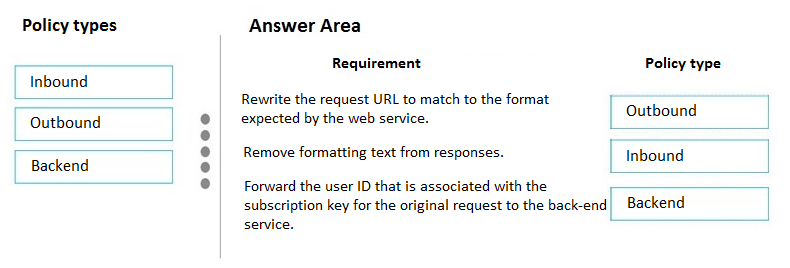 Policy types
Answer Area
Requirement
Policy type
Inbound
Outbound
Backend
Rewrite the request URL to match to the format
expected by the web service.
Outbound
Remove formatting text from responses.
Inbound
Forward the user ID that is associated with the
subscription key for the original request to the back-end
service.
Backend